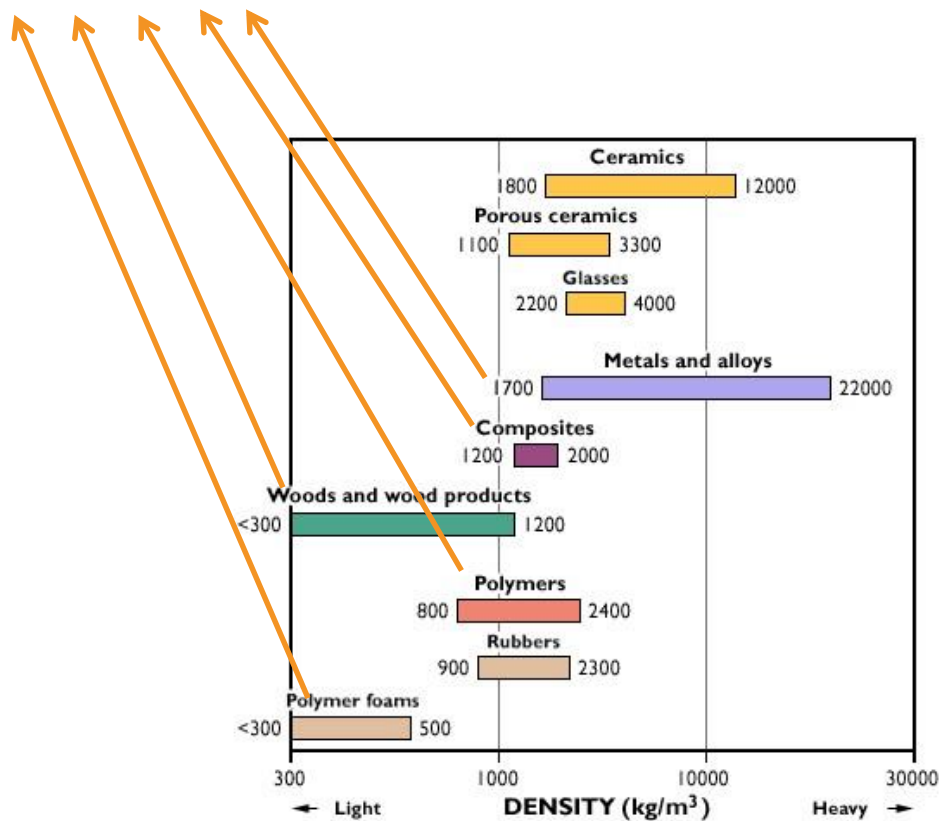 Ceramics
1800 12000
Porous ceramics
1100 3300
Glasses
2200 4000
Metals and alloys
1700 22000
Composites
1200 2000
Woods and wood products
<300 1200
Polymers
800 2400
Rubbers
900 2300
Polymer foams
<300 500
300 1000 10000 30000
Light DENSITY (kg/m³) Heavy